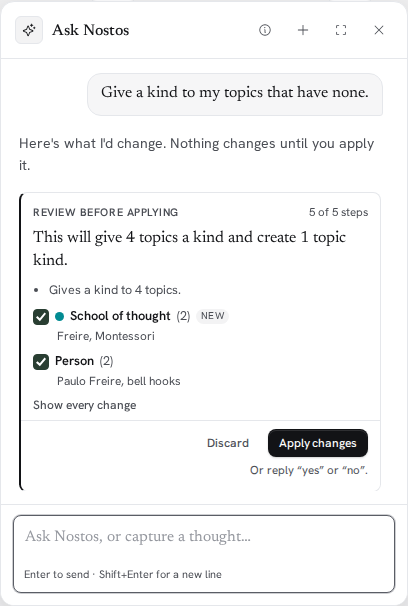 Ask Nostos
Give a kind to my topics that have none.
Here's what I'd change. Nothing changes until you apply
it.
REVIEW BEFORE APPLYING 5 of 5 steps
This will give 4 topics a kind and create 1 topic
kind.
• Gives a kind to 4 topics.
School of thought (2) NEW
Freire, Montessori
Person (2)
Paulo Freire, bell hooks
Show every change
Discard Apply changes
Or reply “yes” or “no”.
Ask Nostos, or capture a thought...
Enter to send · Shift+Enter for a new line